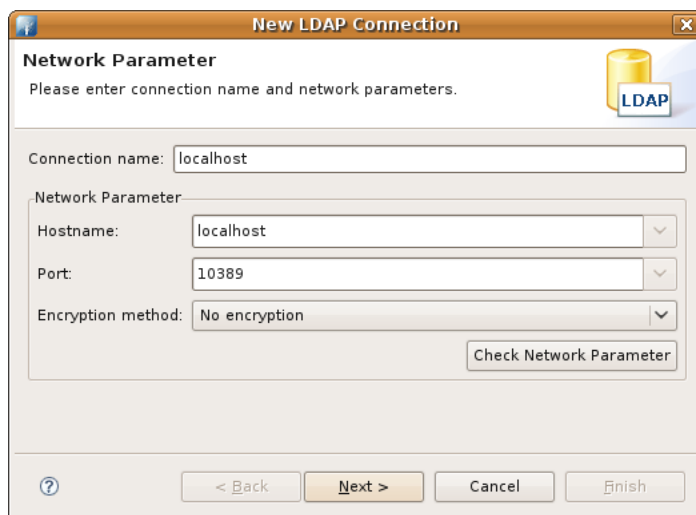 New LDAP Connection
Network Parameter
Please enter connection name and network parameters.
LDAP
Connection name: localhost
Network Parameter
Hostname: localhost
Port: 10389
Encryption method: No encryption
Check Network Parameter
< Back Next > Cancel Finish